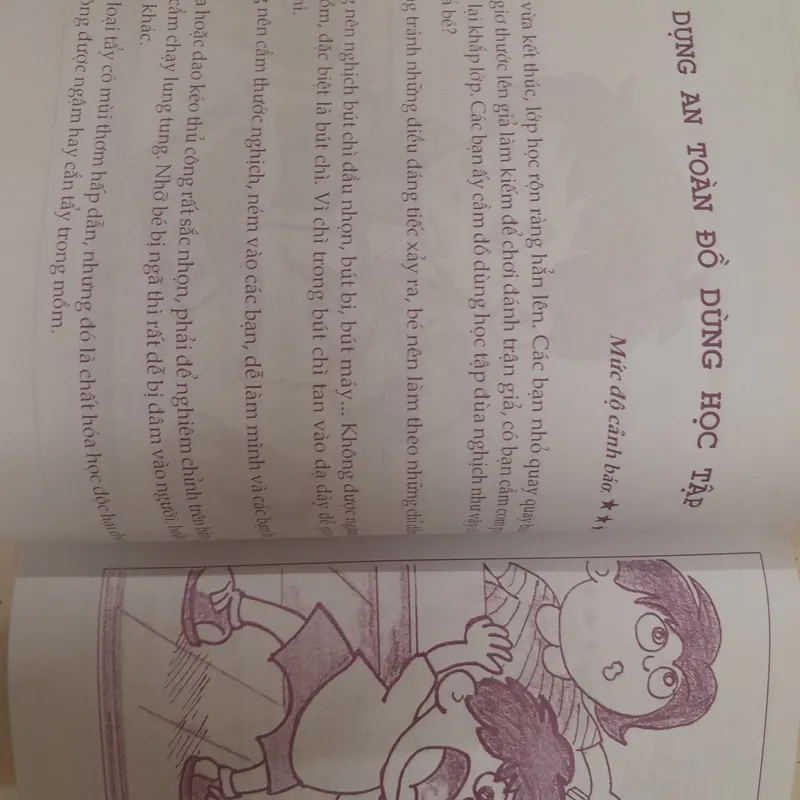 DỤNG AN TOÀN ĐỒ DÙNG HỌC TẬP
Mức độ cảnh báo: ★★
vừa kết thúc, lớp học rộn ràng hẳn lên. Các bạn nhỏ quay quay
giơ thước lên giả làm kiếm để chơi đánh trận giả, có bạn cầm
lại khắp lớp. Các bạn ấy cầm đồ dùng học tập đùa nghịch như vậy
bé?
tránh những điều đáng tiếc xảy ra, bé nên làm theo những chỉ
nên nghịch bút chì đầu nhọn, bút bi, bút máy... Không được
đặc biệt là bút chì. Vì chì trong bút chì tan vào dạ dày dễ
nên cầm thước nghịch, ném vào các bạn, dễ làm mình và các bạn
hoặc dao kéo thủ công rất sắc nhọn, phải để nghiêm chỉnh trên
cầm chạy lung tung. Nhỡ bé bị ngã thì rất dễ bị đâm vào người,
khác.
loại tẩy có mùi thơm hấp dẫn, nhưng đó là chất hóa học độc hại
được ngậm hay cắn tẩy trong mồm.